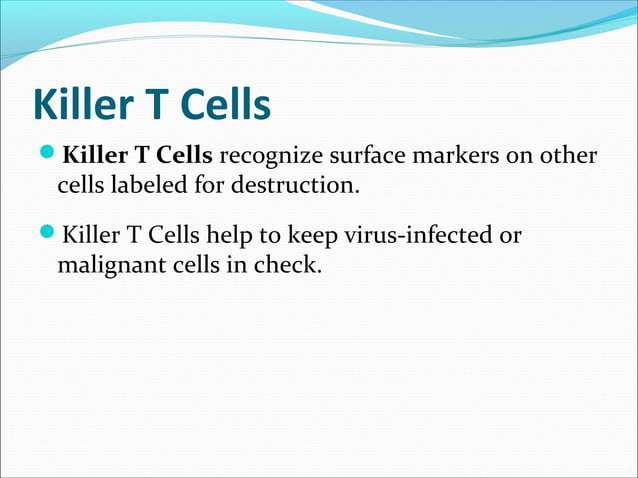 Killer T Cells
Killer T Cells recognize surface markers on other
cells labeled for destruction.
Killer T Cells help to keep virus-infected or
malignant cells in check.